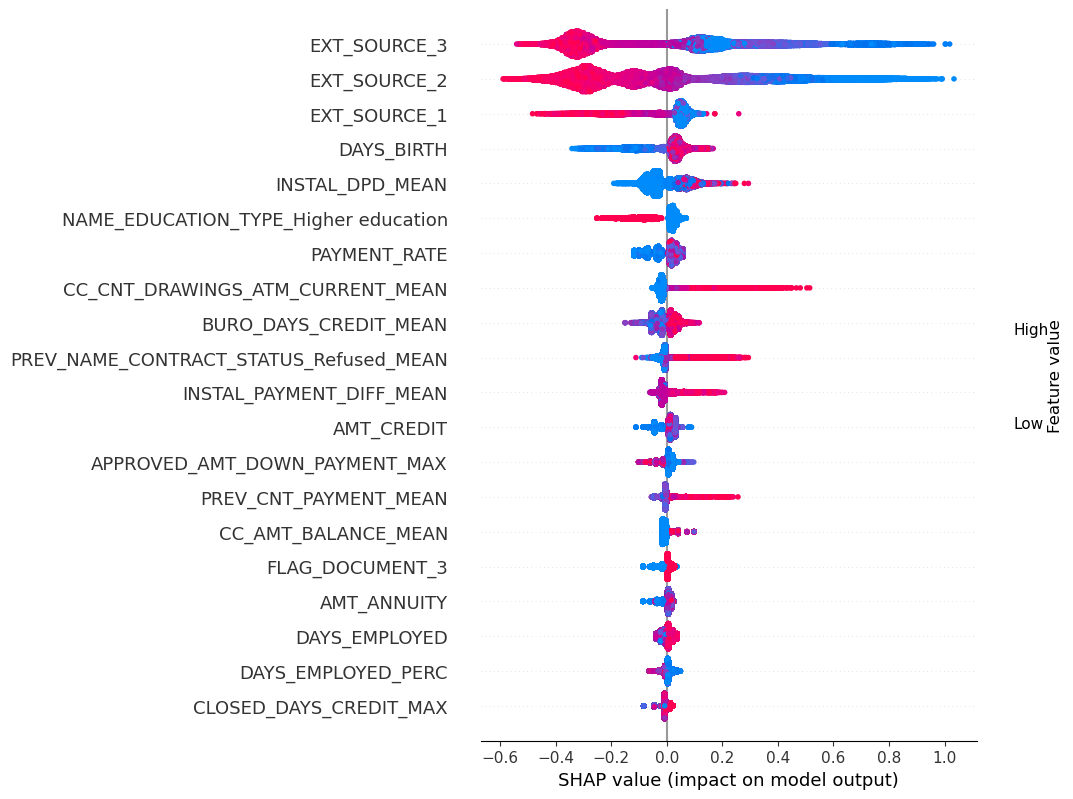 EXT_SOURCE_3
EXT_SOURCE_2
EXT_SOURCE_1
DAYS_BIRTH
INSTAL_DPD_MEAN
NAME_EDUCATION_TYPE_Higher education
PAYMENT_RATE
CC_CNT_DRAWINGS_ATM_CURRENT_MEAN
BURO_DAYS_CREDIT_MEAN
PREV_NAME_CONTRACT_STATUS_Refused_MEAN
INSTAL_PAYMENT_DIFF_MEAN
AMT_CREDIT
APPROVED_AMT_DOWN_PAYMENT_MAX
PREV_CNT_PAYMENT_MEAN
CC_AMT_BALANCE_MEAN
FLAG_DOCUMENT_3
AMT_ANNUITY
DAYS_EMPLOYED
DAYS_EMPLOYED_PERC
CLOSED_DAYS_CREDIT_MAX
−0.6 −0.4 −0.2 0.0 0.2 0.4 0.6 0.8 1.0
SHAP value (impact on model output)
High
Low
Feature value